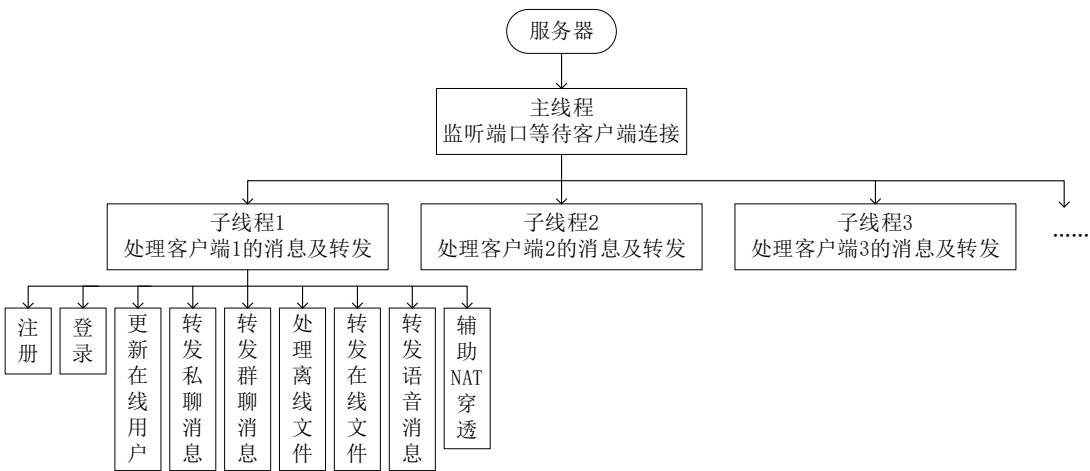 服务器
主线程
监听端口等待客户端连接
子线程1
处理客户端1的消息及转发
子线程2
处理客户端2的消息及转发
子线程3
处理客户端3的消息及转发
……
注册
登录
更新在线用户
转发私聊消息
转发群聊消息
处理离线文件
转发在线文件
转发语音消息
辅助NAT穿透